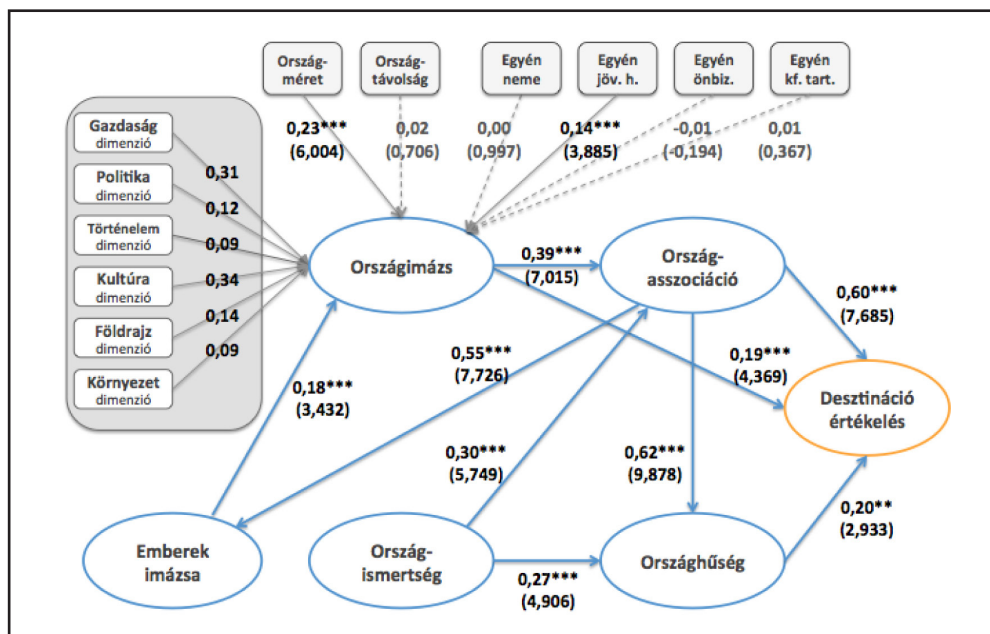 Ország-
méret
Ország-
távolság
Egyén
neme
Egyén
jöv. h.
Egyén
önbiz.
Egyén
kf. tart.
0,23***
(6,004)
0,02
(0,706)
0,00
(0,997)
0,14***
(3,885)
-0,01
(-0,194)
0,01
(0,367)
Gazdaság
dimenzió
Politika
dimenzió
Történelem
dimenzió
Kultúra
dimenzió
Földrajz
dimenzió
Környezet
dimenzió
0,31
0,12
0,09
0,34
0,14
0,09
Országimázs
0,39***
(7,015)
Ország-
asszociáció
0,60***
(7,685)
0,19***
(4,369)
0,55***
(7,726)
0,18***
(3,432)
Desztináció
értékelés
0,30***
(5,749)
0,62***
(9,878)
0,20**
(2,933)
Emberek
imázsa
Ország-
ismertség
0,27***
(4,906)
Országhűség